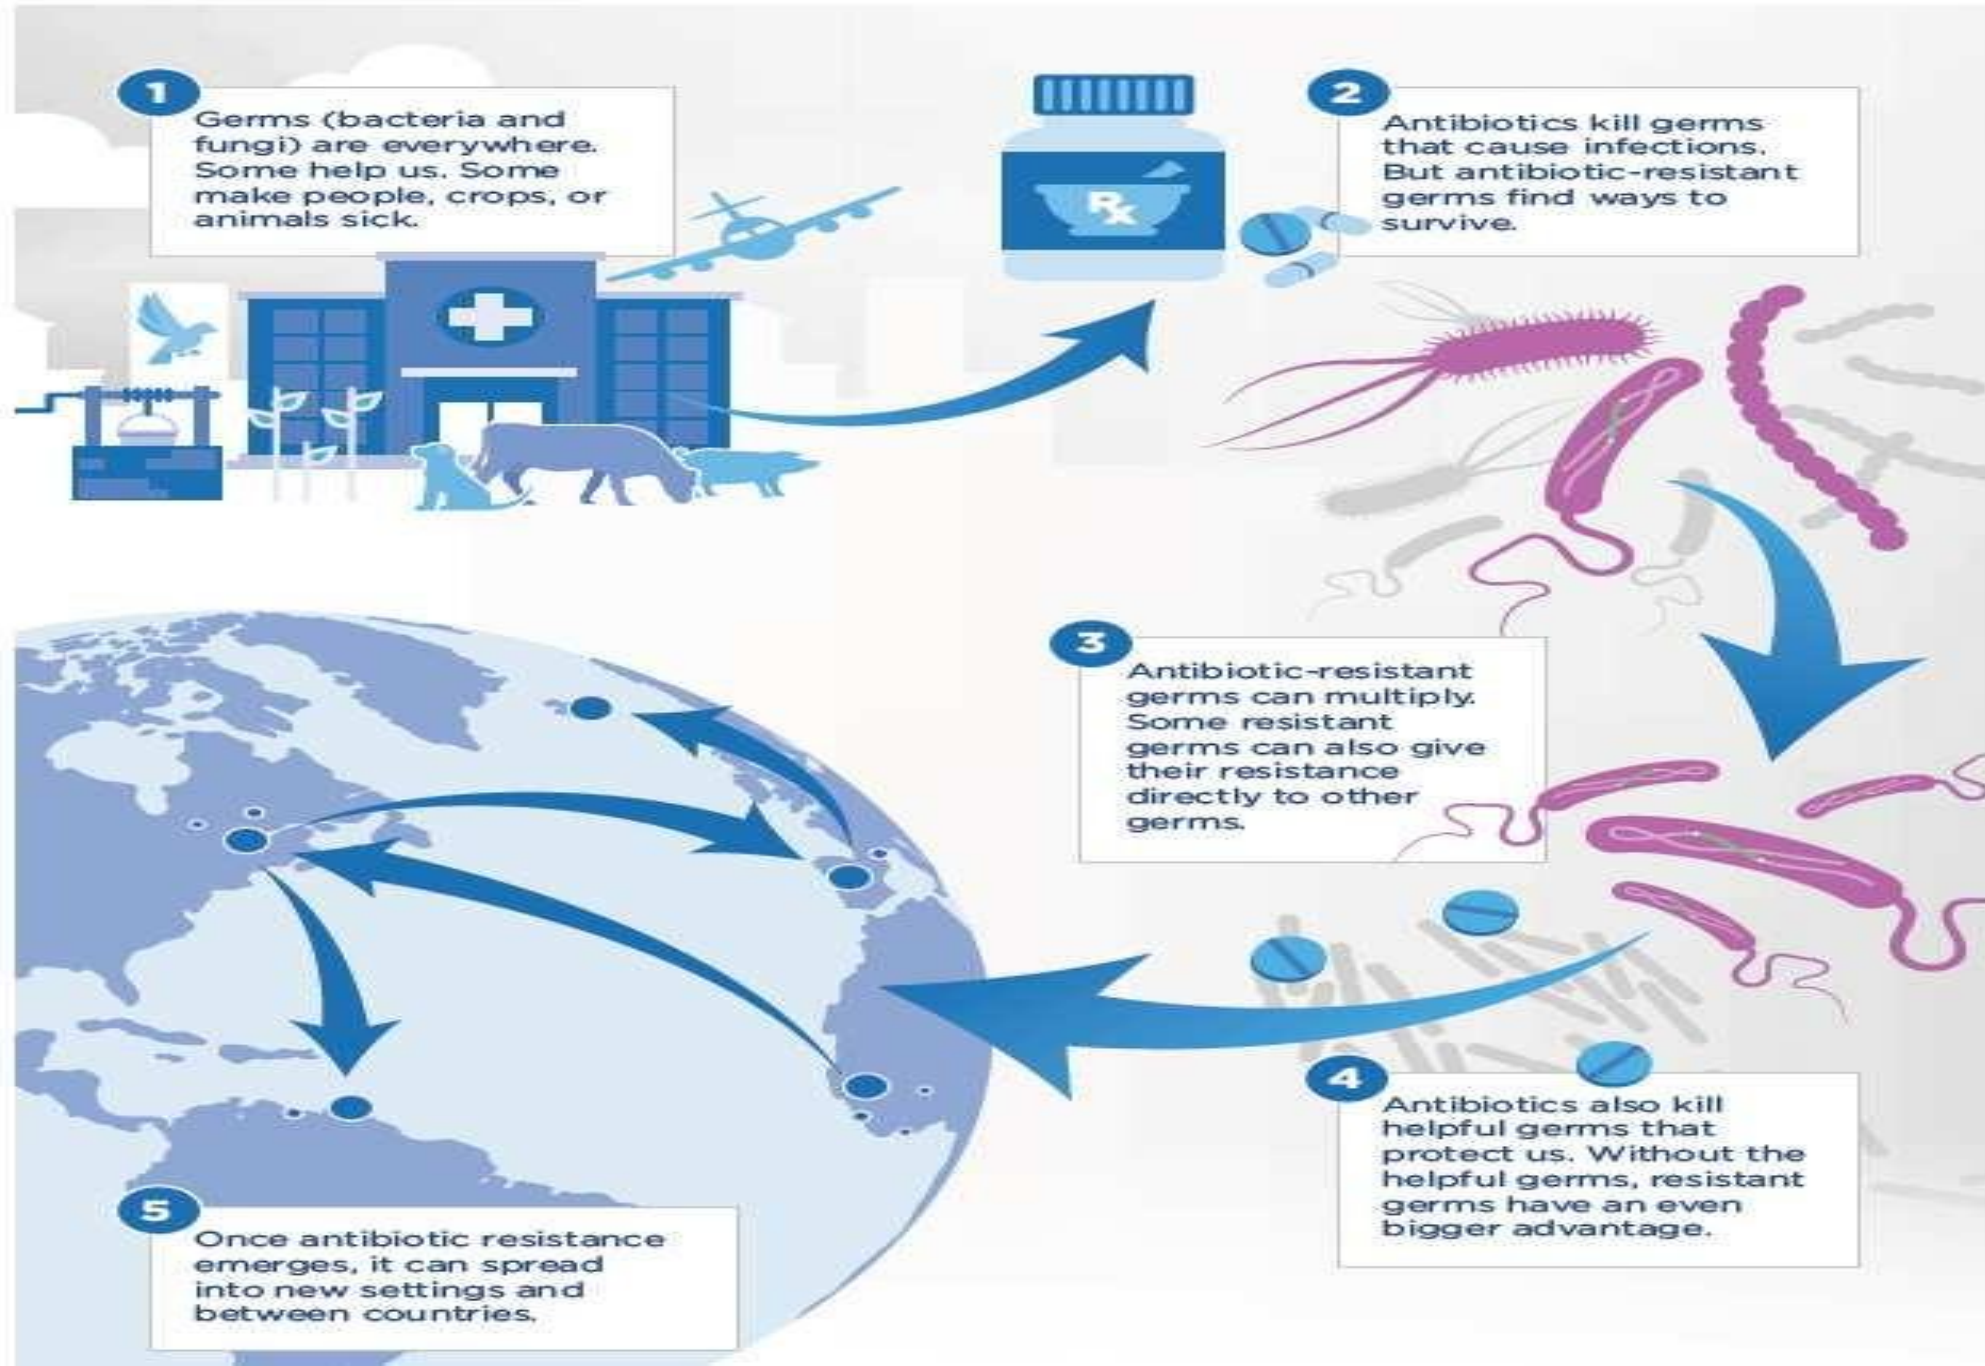 1
Germs (bacteria and
fungi) are everywhere.
Some help us. Some
make people, crops, or
animals sick.
Rx
2
Antibiotics kill germs
that cause infections.
But antibiotic-resistant
germs find ways to
survive.
3
Antibiotic-resistant
germs can multiply.
Some resistant
germs can also give
their resistance
directly to other
germs.
4
Antibiotics also kill
helpful germs that
protect us. Without the
helpful germs, resistant
germs have an even
bigger advantage.
5
Once antibiotic resistance
emerges, it can spread
into new settings and
between countries.